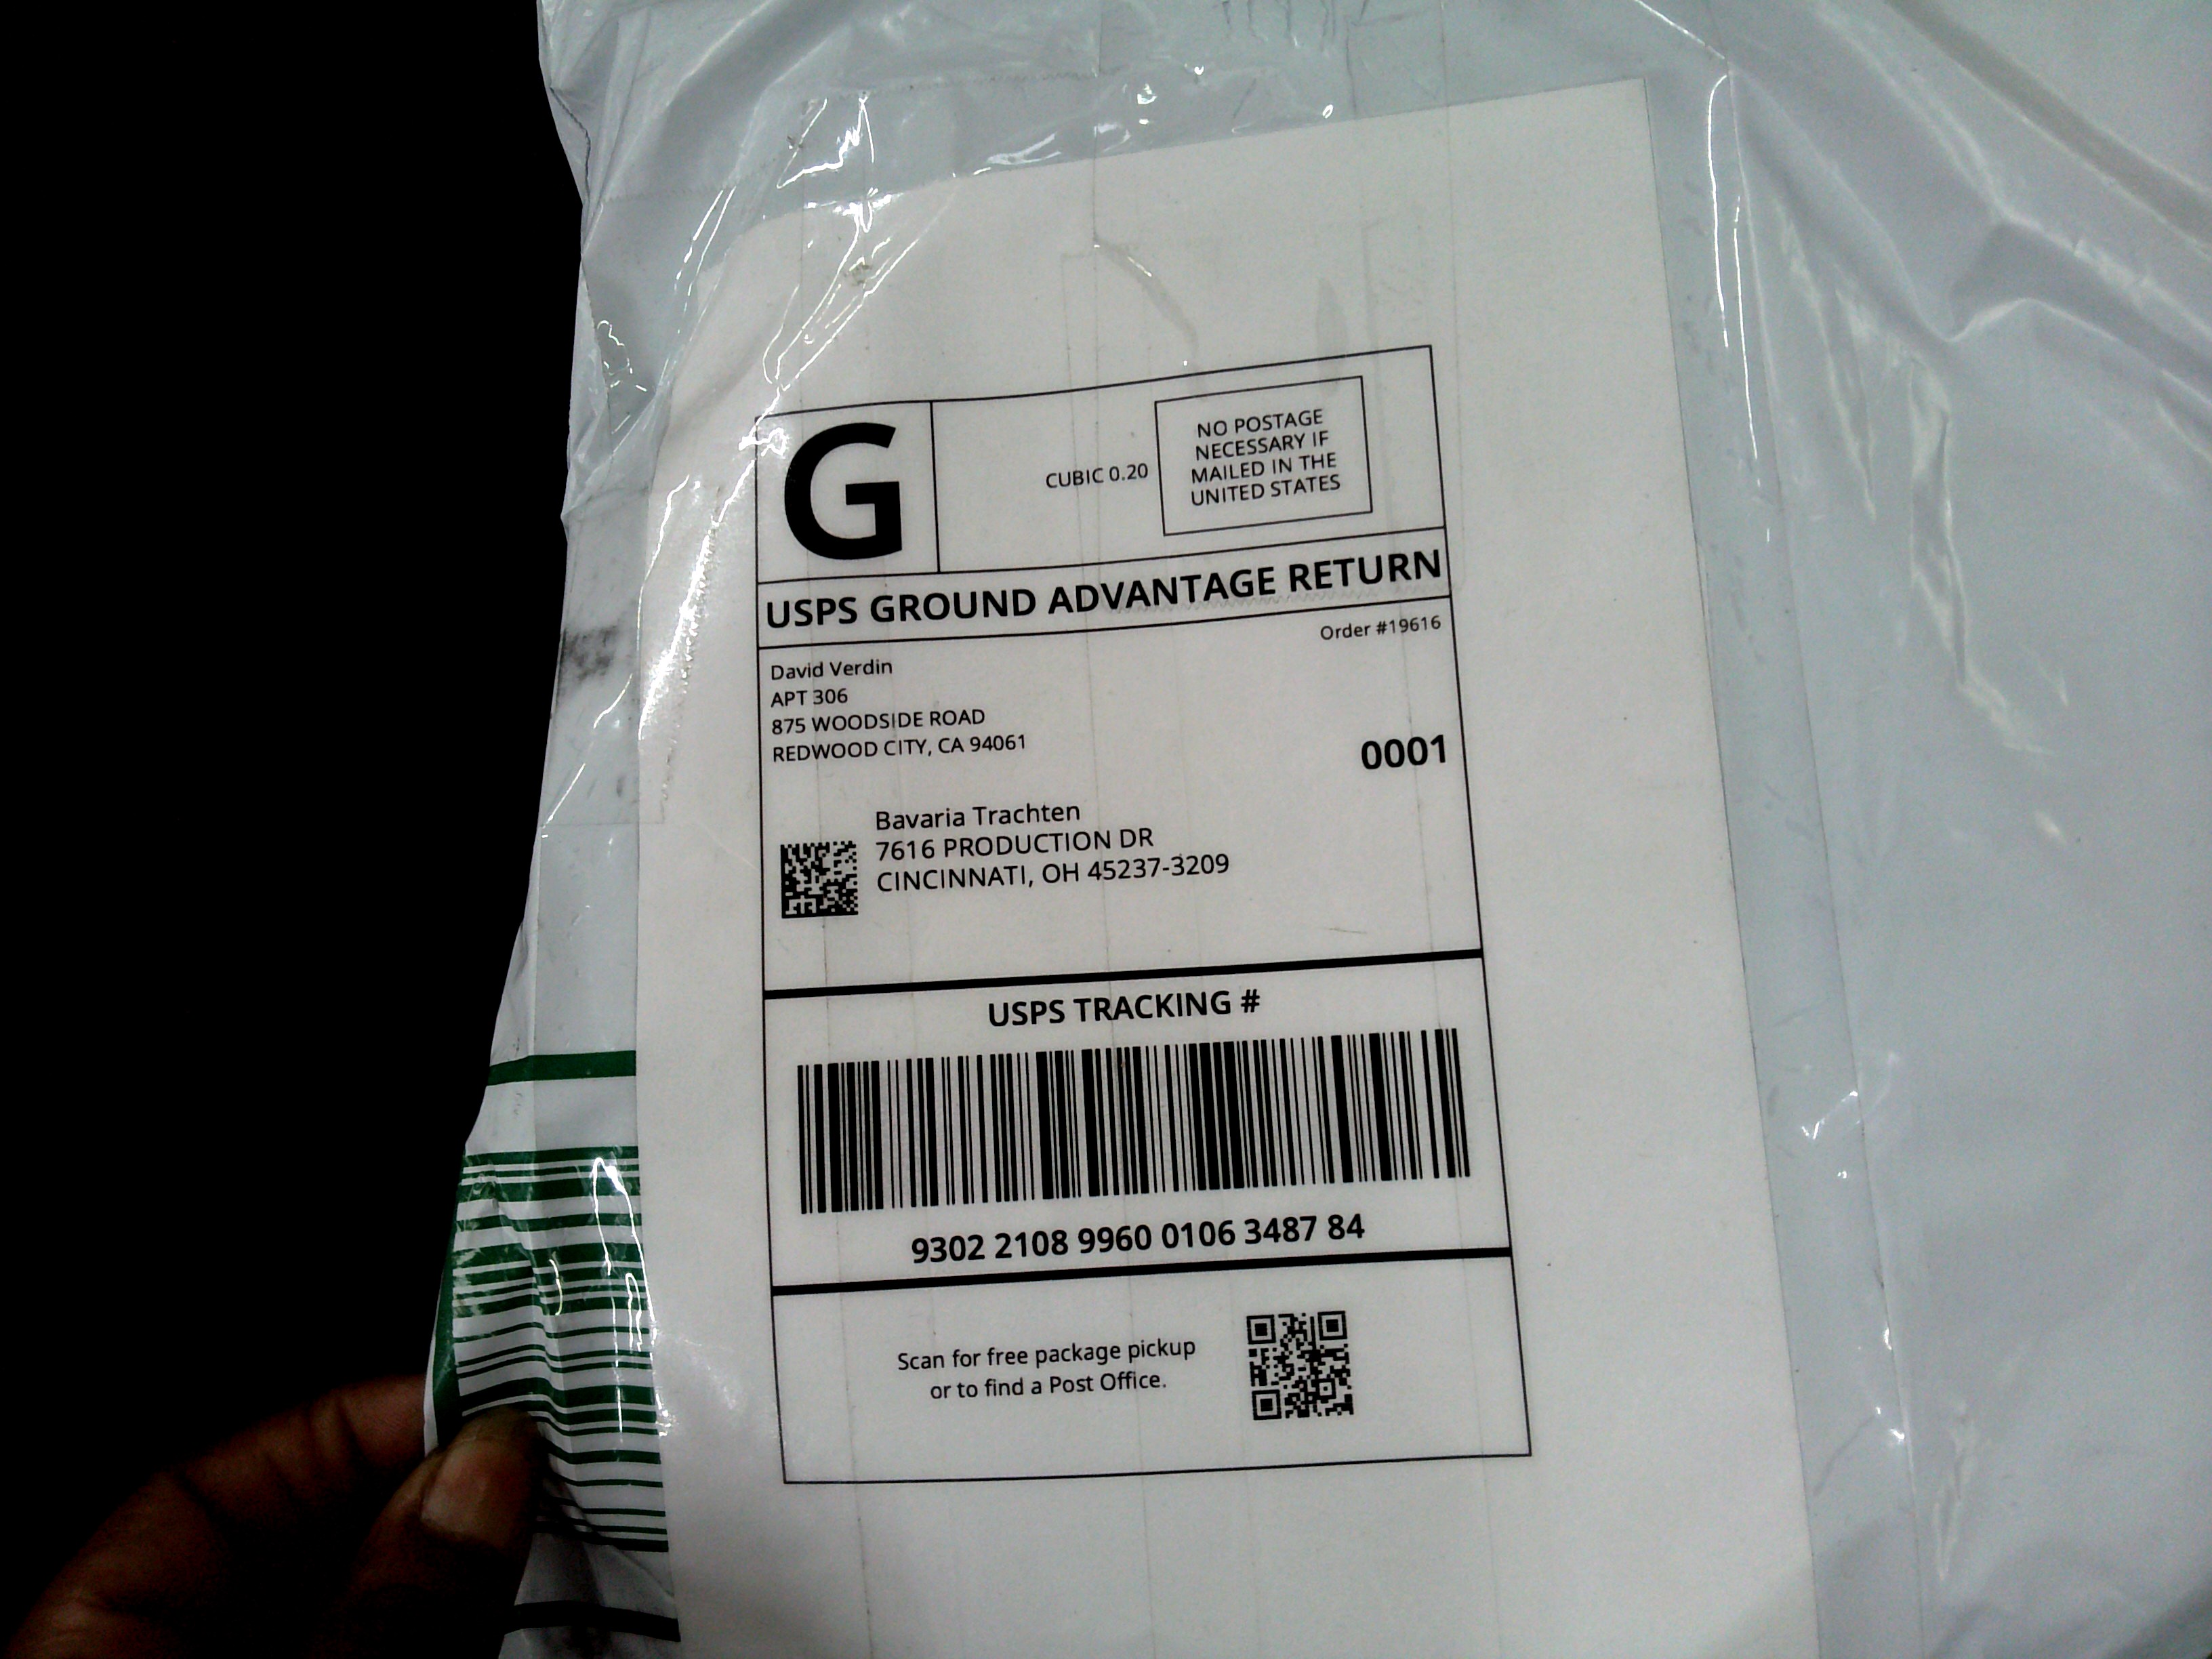 G
CUBIC 0.20
NO POSTAGE
NECESSARY IF
MAILED IN THE
UNITED STATES
USPS GROUND ADVANTAGE RETURN
Order #19616
David Verdin
APT 306
875 WOODSIDE ROAD
REDWOOD CITY, CA 94061
0001
Bavaria Trachten
7616 PRODUCTION DR
CINCINNATI, OH 45237-3209
USPS TRACKING #
9302 2108 9960 0106 3487 84
Scan for free package pickup
or to find a Post Office.